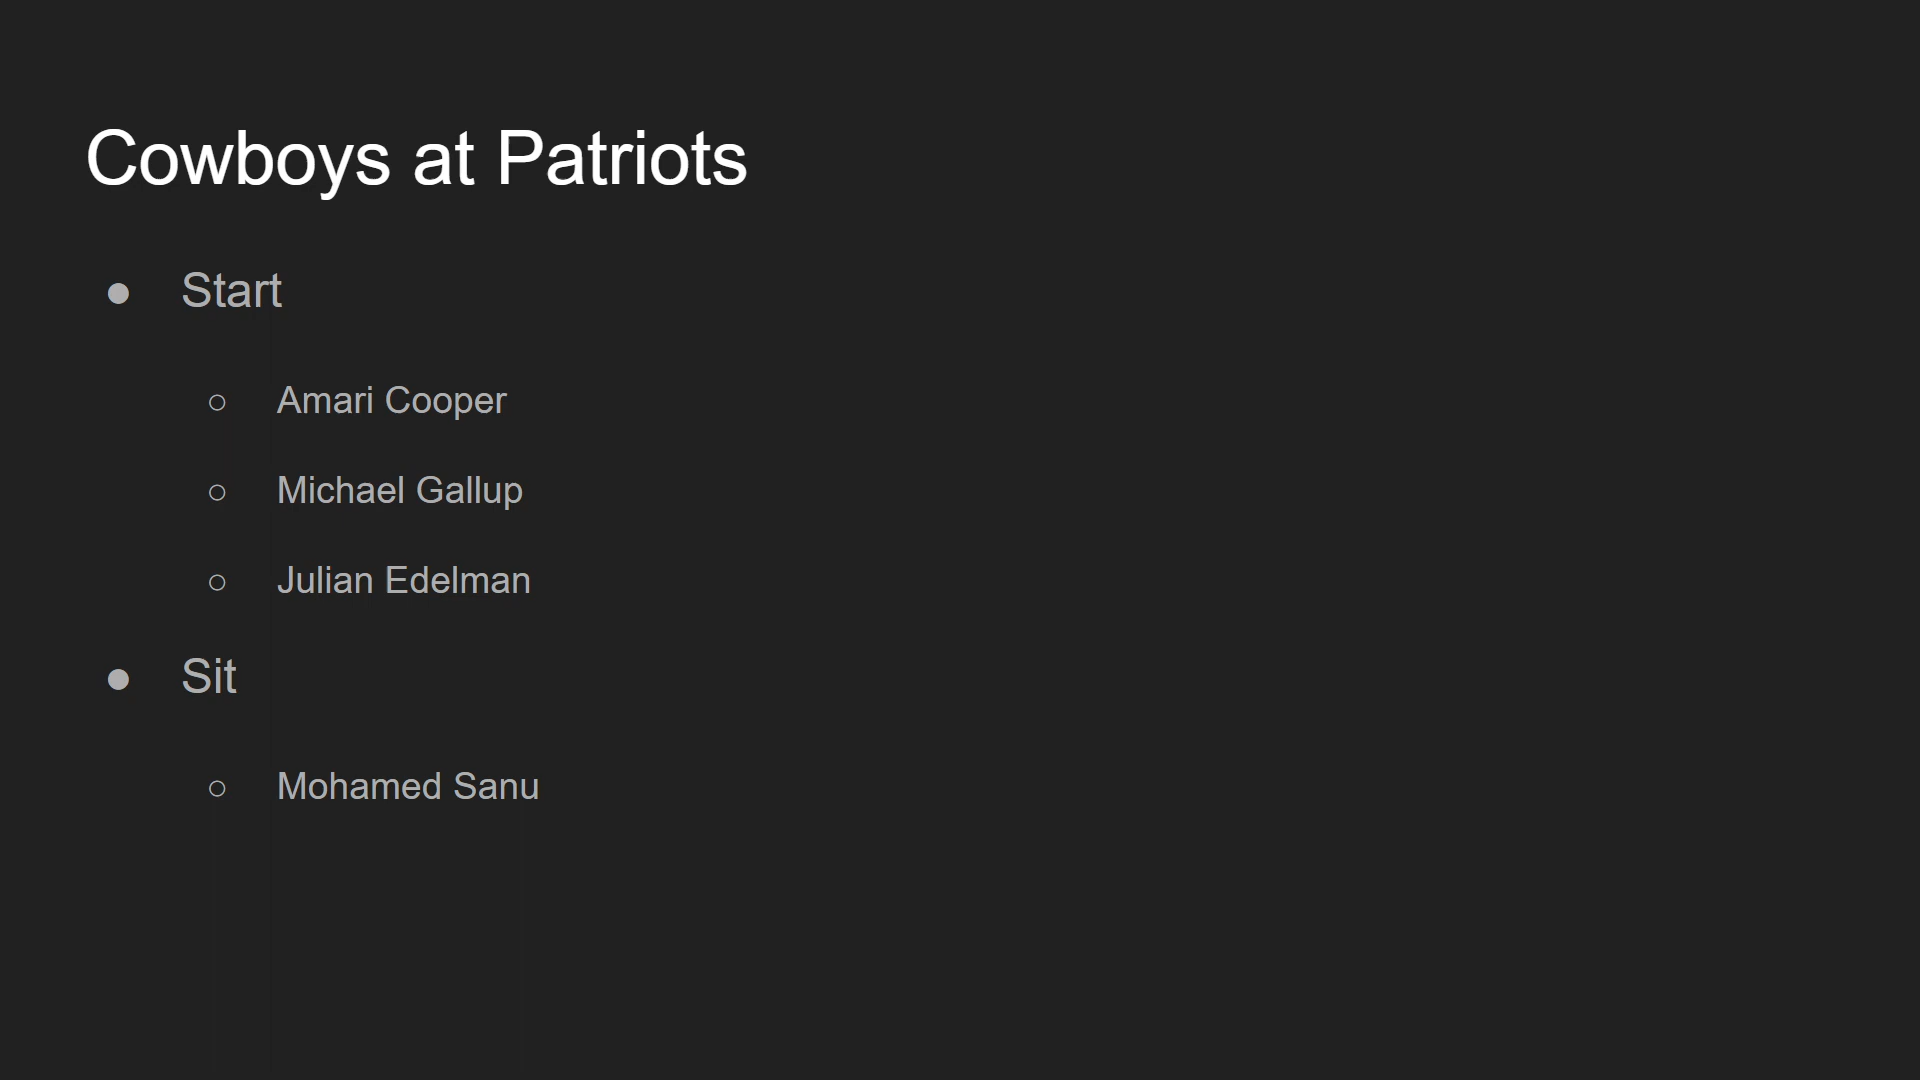 Cowboys at Patriots
● Start
○ Amari Cooper
○ Michael Gallup
○ Julian Edelman
● Sit
○ Mohamed Sanu